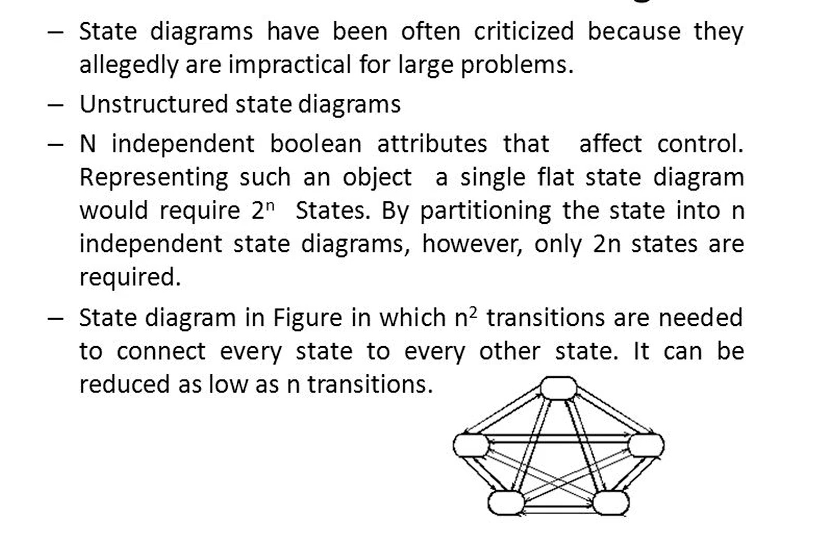 – State diagrams have been often criticized because they
allegedly are impractical for large problems.
– Unstructured state diagrams
– N independent boolean attributes that affect control.
Representing such an object a single flat state diagram
would require 2ⁿ States. By partitioning the state into n
independent state diagrams, however, only 2n states are
required.
– State diagram in Figure in which n² transitions are needed
to connect every state to every other state. It can be
reduced as low as n transitions.